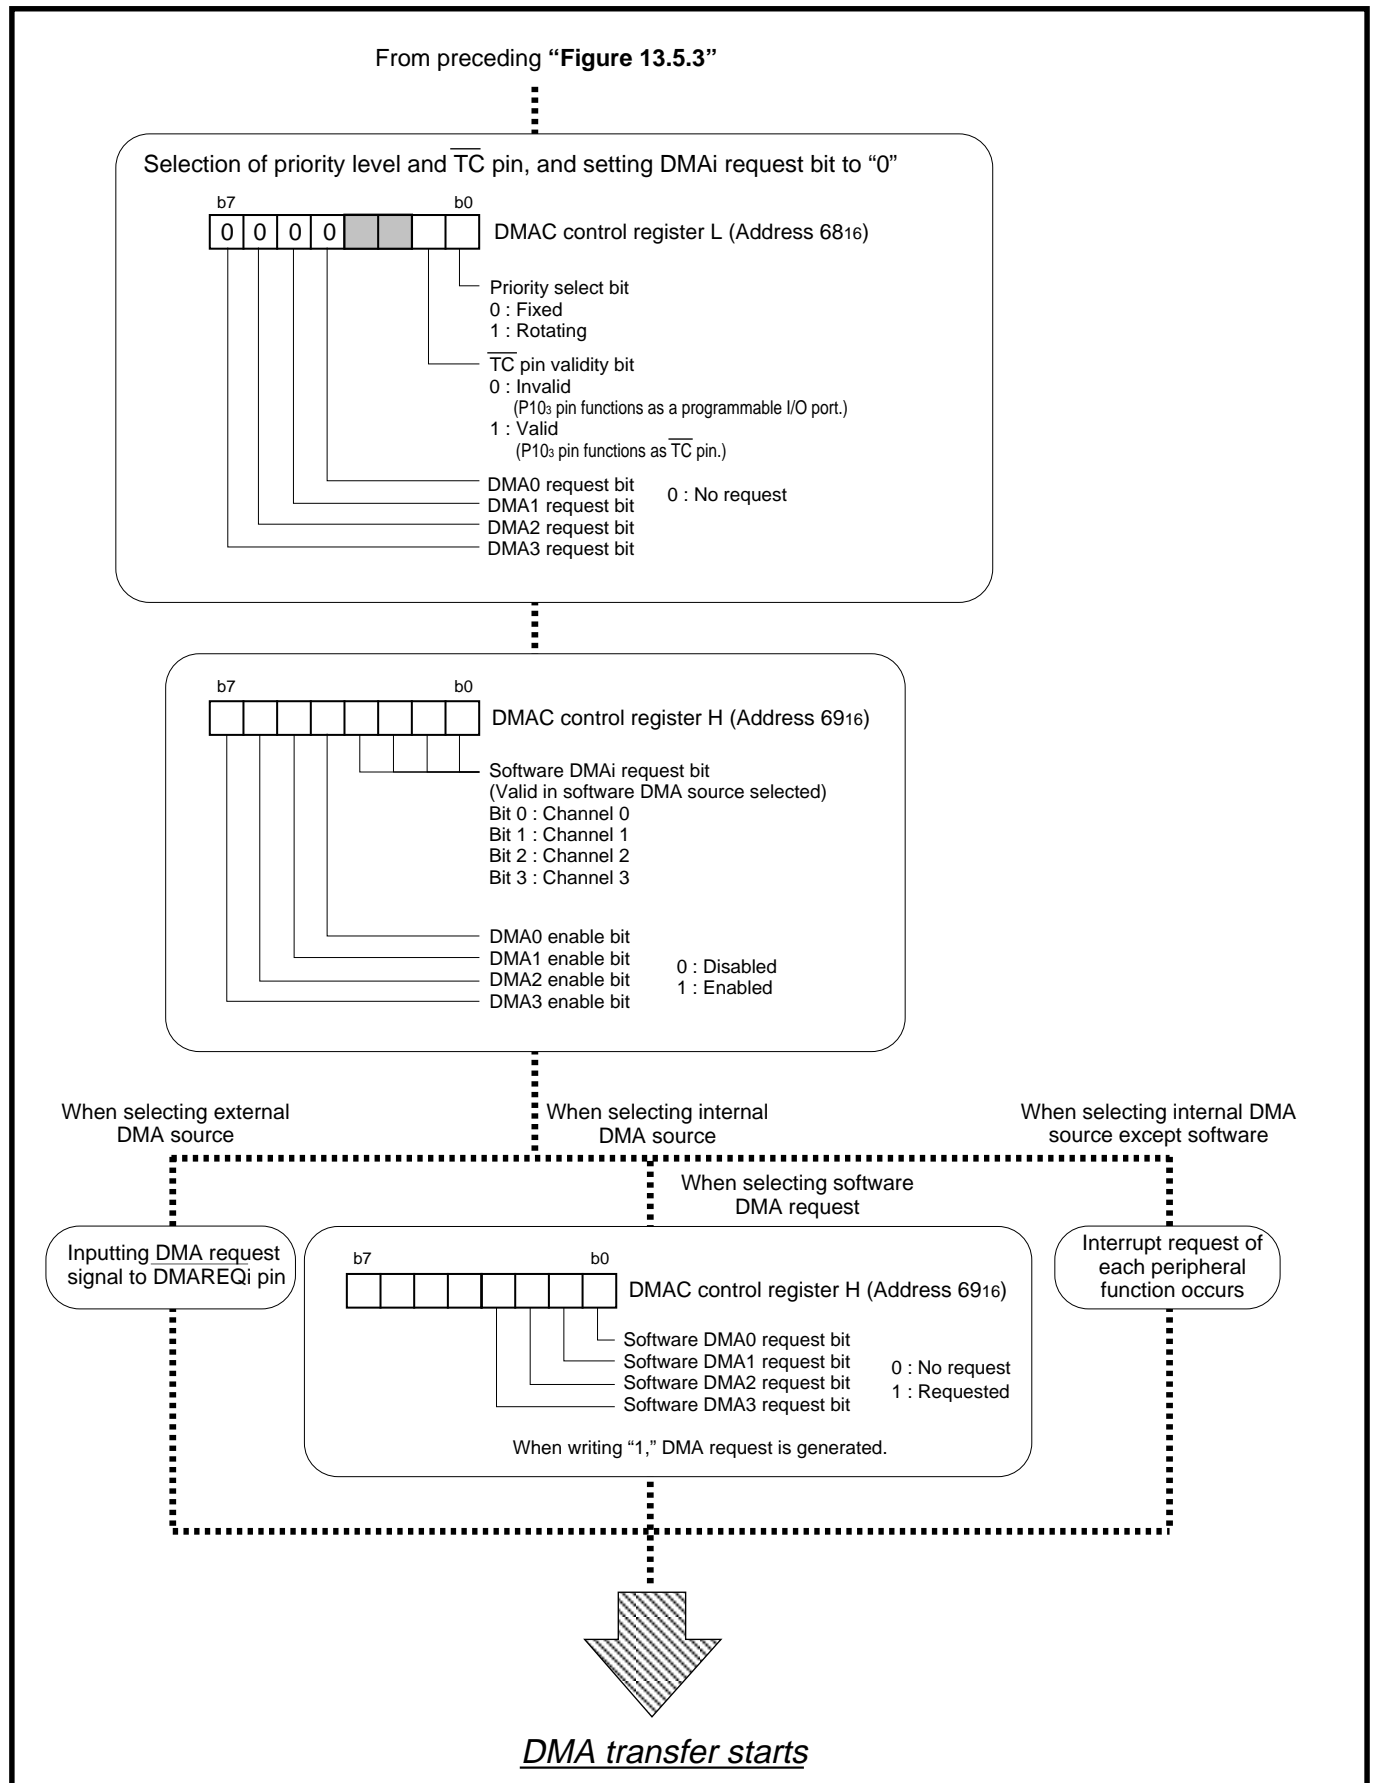 From preceding “Figure 13.5.3”
Selection of priority level and TC pin, and setting DMAi request bit to “0”
b7 b0
0 0 0 0 DMAC control register L (Address 6816)
Priority select bit
0 : Fixed
1 : Rotating
TC pin validity bit
0 : Invalid
(P103 pin functions as a programmable I/O port.)
1 : Valid
(P103 pin functions as TC pin.)
DMA0 request bit
0 : No request
DMA1 request bit
DMA2 request bit
DMA3 request bit
b7 b0
DMAC control register H (Address 6916)
Software DMAi request bit
(Valid in software DMA source selected)
Bit 0 : Channel 0
Bit 1 : Channel 1
Bit 2 : Channel 2
Bit 3 : Channel 3
DMA0 enable bit
DMA1 enable bit
0 : Disabled
DMA2 enable bit
1 : Enabled
DMA3 enable bit
When selecting external
DMA source
When selecting internal
DMA source
When selecting internal DMA
source except software
When selecting software
DMA request
Inputting DMA request
signal to DMAREQi pin
b7 b0
DMAC control register H (Address 6916)
Software DMA0 request bit
Software DMA1 request bit
0 : No request
Software DMA2 request bit
1 : Requested
Software DMA3 request bit
When writing “1,” DMA request is generated.
Interrupt request of
each peripheral
function occurs
DMA transfer starts